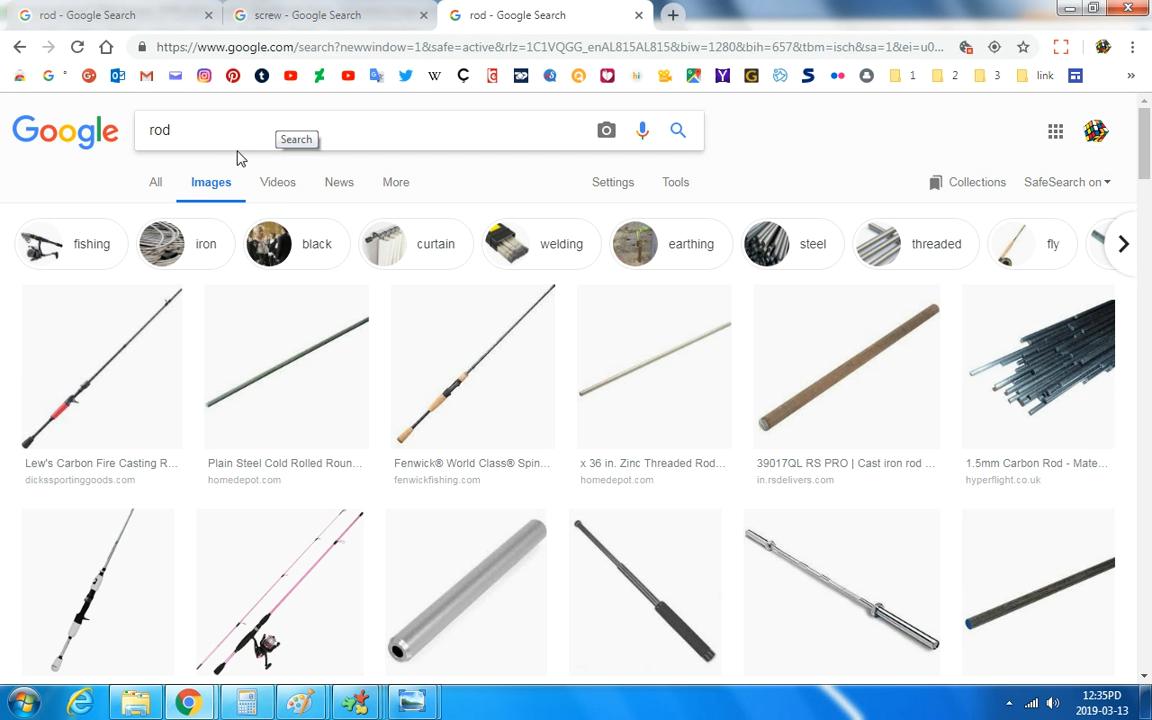 rod - Google Search
screw - Google Search
rod - Google Search
https://www.google.com/search?newwindow=1&safe=active&rlz=1C1VQGG_enAL815AL815&biw=1280&bih=657&tbm=isch&sa=1&ei=u0...
1
2
3
link
Google
rod
Search
All
Images
Videos
News
More
Settings
Tools
Collections
SafeSearch on
fishing
iron
black
curtain
welding
earthing
steel
threaded
fly
Lew's Carbon Fire Casting R...
Plain Steel Cold Rolled Roun...
Fenwick® World Class® Spin...
x 36 in. Zinc Threaded Rod...
39017QL RS PRO | Cast iron rod ...
1.5mm Carbon Rod - Mate...
dickssportinggoods.com
homedepot.com
fenwickfishing.com
homedepot.com
in.rsdelivers.com
hyperflight.co.uk
12:35PD
2019-03-13